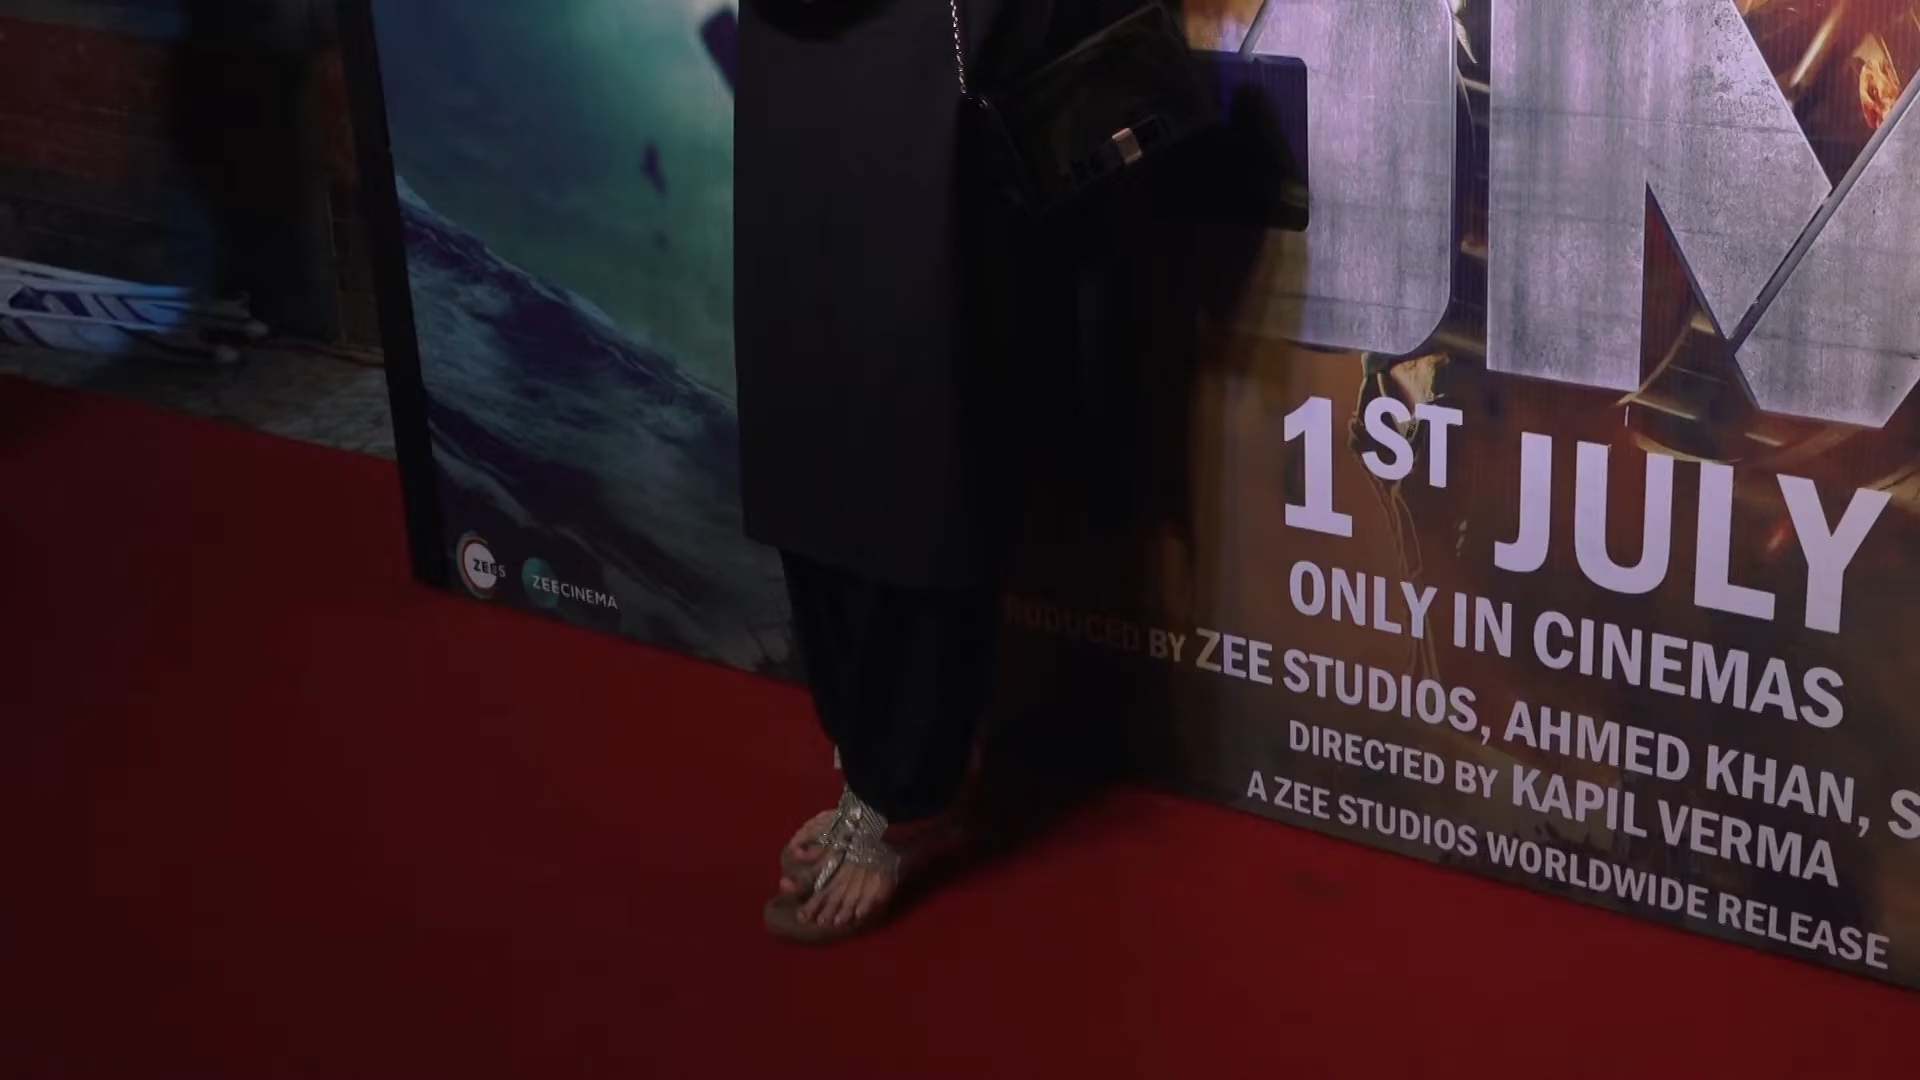 M
1ST JULY
ONLY IN CINEMAS
PRODUCED BY ZEE STUDIOS, AHMED KHAN, S
DIRECTED BY KAPIL VERMA
A ZEE STUDIOS WORLDWIDE RELEASE
ZEE5
ZEECINEMA